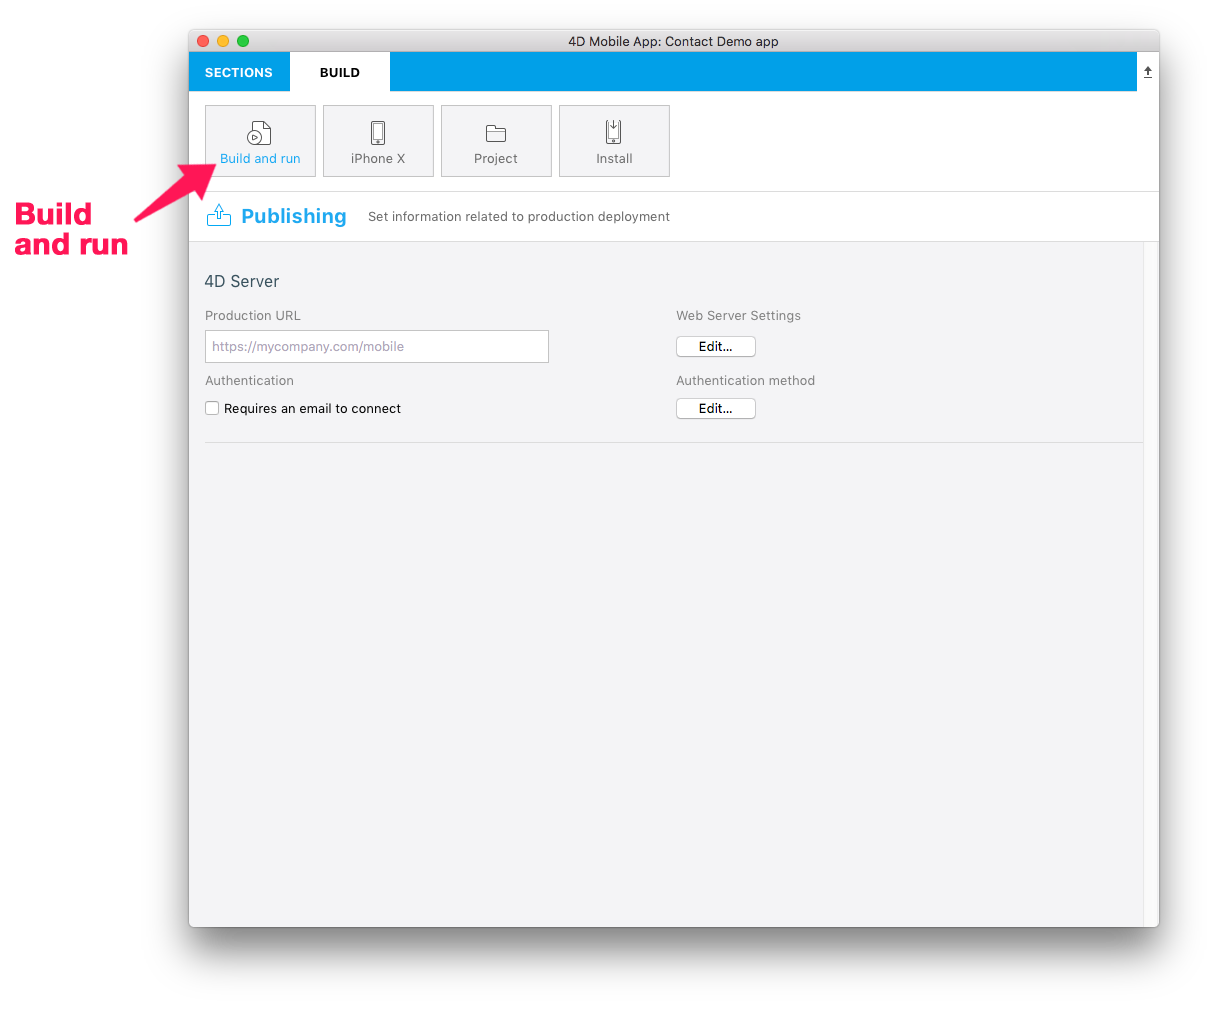 4D Mobile App: Contact Demo app
SECTIONS
BUILD
Build and run
iPhone X
Project
Install
Build
and run
Publishing
Set information related to production deployment
4D Server
Production URL
Web Server Settings
https://mycompany.com/mobile
Edit...
Authentication
Authentication method
Requires an email to connect
Edit...